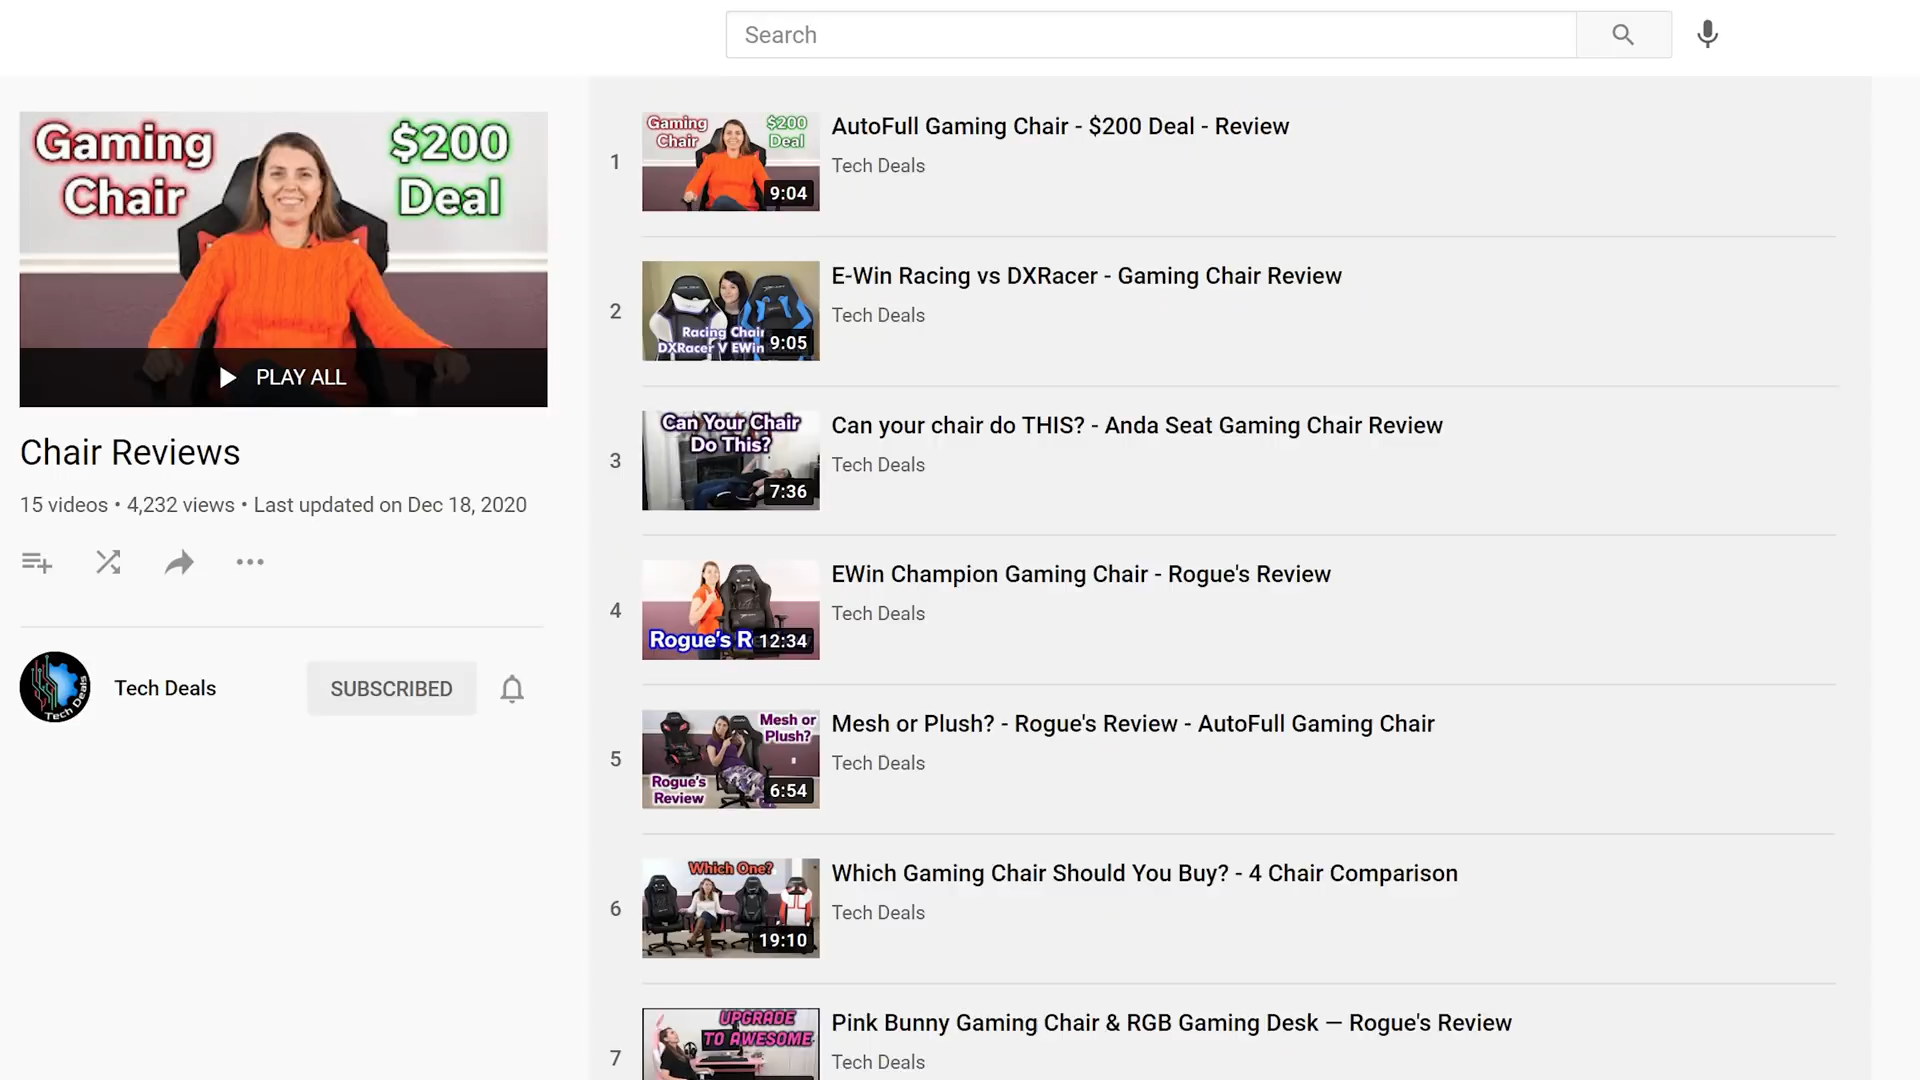 Search
Gaming
Chair
$200
Deal
PLAY ALL
Chair Reviews
15 videos • 4,232 views • Last updated on Dec 18, 2020
Tech Deals
Tech Deals
SUBSCRIBED
1
Gaming
Chair
$200
Deal
9:04
AutoFull Gaming Chair - $200 Deal - Review
Tech Deals
2
Racing Chair
DXRacer V EWin
9:05
E-Win Racing vs DXRacer - Gaming Chair Review
Tech Deals
3
Can Your Chair
Do This?
7:36
Can your chair do THIS? - Anda Seat Gaming Chair Review
Tech Deals
4
Rogue's R
12:34
EWin Champion Gaming Chair - Rogue's Review
Tech Deals
5
Mesh or
Plush?
Rogue's
Review
6:54
Mesh or Plush? - Rogue's Review - AutoFull Gaming Chair
Tech Deals
6
Which One?
19:10
Which Gaming Chair Should You Buy? - 4 Chair Comparison
Tech Deals
7
UPGRADE
TO AWESOME
Pink Bunny Gaming Chair & RGB Gaming Desk — Rogue's Review
Tech Deals